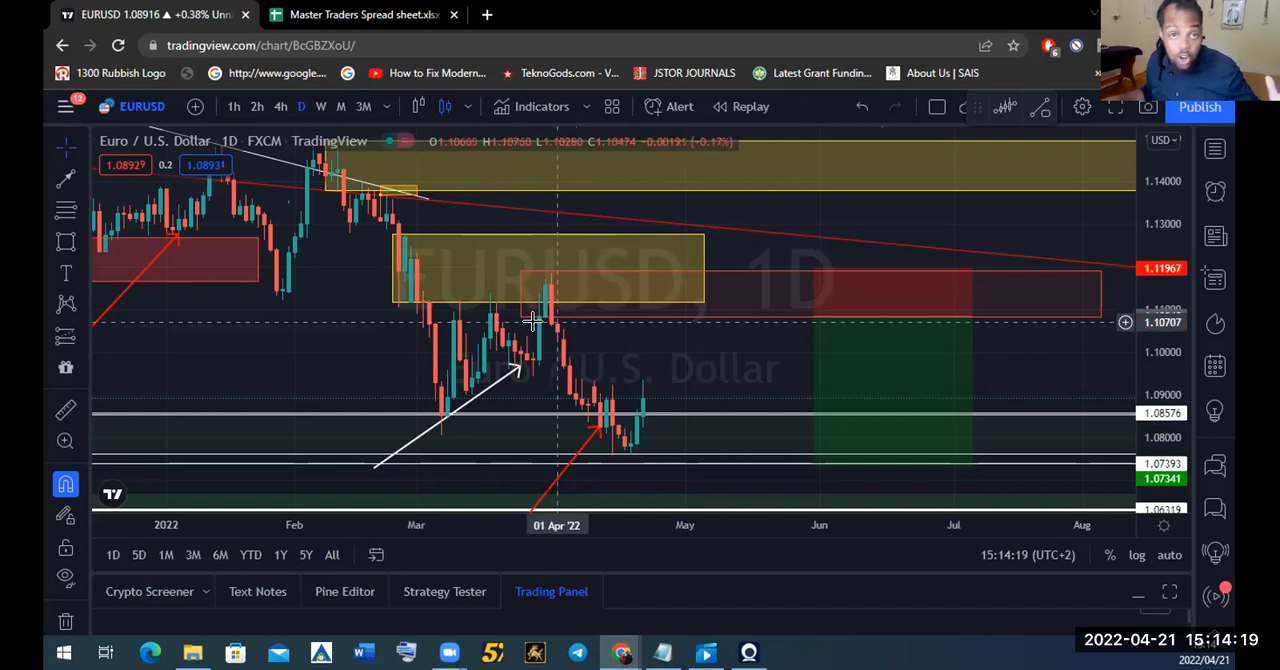 EURUSD 1.08916 ▲ +0.38% Unna
Master Traders Spread sheet.xlsx
tradingview.com/chart/BcGBZXoU/
6
1300 Rubbish Logo
http://www.google...
How to Fix Modern...
TeknoGods.com - V...
JSTOR JOURNALS
Latest Grant Fundin...
About Us | SAIS
»
12
EURUSD
1h 2h 4h D W M 3M
Indicators
Alert
Replay
Publish
Euro / U.S. Dollar 1D FXCM TradingView
O1.10665 H1.10760 L1.10280 C1.10474 -0.00191 (-0.17%)
USD
1.08929 0.2 1.08931
1.14000
1.13000
EURUSD, 1D
1.11967
1.10707
Euro / U.S. Dollar
1.10000
1.09000
1.08576
1.08000
1.07393
1.07341
1.06319
2022 Feb Mar 01 Apr '22 May Jun Jul Aug
1D 5D 1M 3M 6M YTD 1Y 5Y All
15:14:19 (UTC+2) % log auto
Crypto Screener
Text Notes
Pine Editor
Strategy Tester
Trading Panel
2022-04-21 15:14:19
2022/04/21